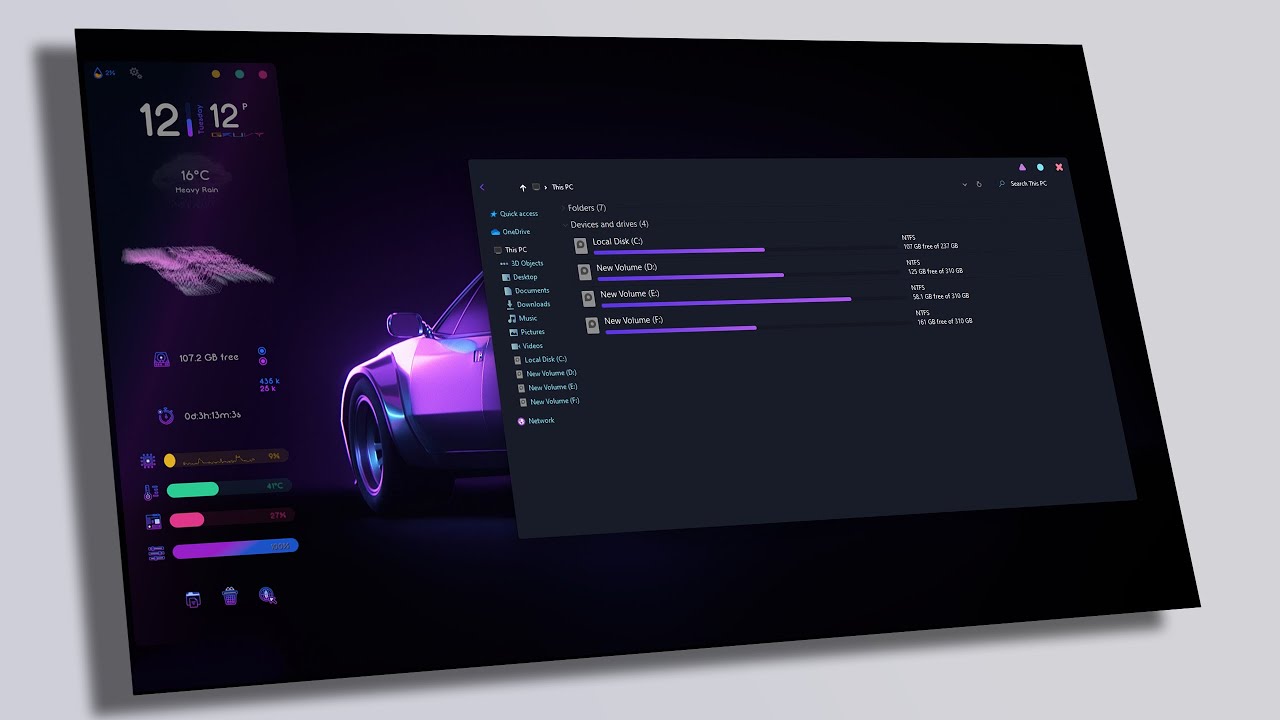 21%
12 Tuesday 12 P
16°C
Heavy Rain
107.2 GB free
436 k
28 k
0d:3h:13m:3s
9%
41°C
27%
100%
This PC
Search This PC
Quick access
OneDrive
This PC
3D Objects
Desktop
Documents
Downloads
Music
Pictures
Videos
Local Disk (C:)
New Volume (D:)
New Volume (E:)
New Volume (F:)
Network
Folders (7)
Devices and drives (4)
Local Disk (C:)
NTFS
107 GB free of 237 GB
New Volume (D:)
NTFS
125 GB free of 310 GB
New Volume (E:)
NTFS
58.1 GB free of 310 GB
New Volume (F:)
NTFS
161 GB free of 310 GB